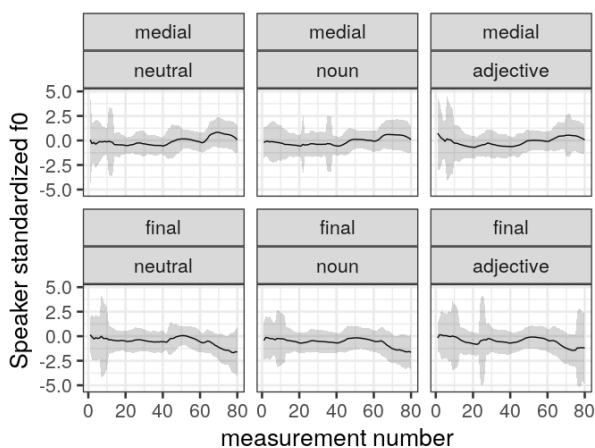 medial medial medial
neutral noun adjective
5.0
2.5
0.0
-2.5
-5.0
final final final
neutral noun adjective
5.0
2.5
0.0
-2.5
-5.0
0 20 40 60 80 0 20 40 60 80 0 20 40 60 80
Speaker standardized f0
measurement number